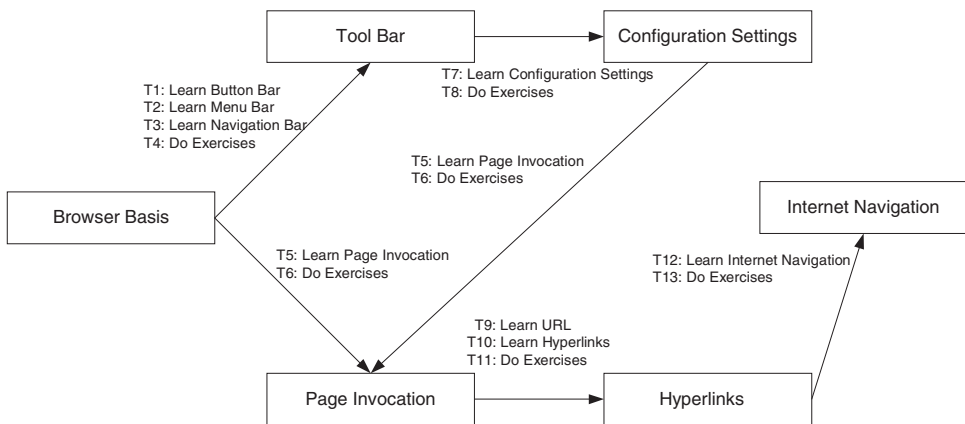 Tool Bar
Configuration Settings
T7: Learn Configuration Settings
T8: Do Exercises
T1: Learn Button Bar
T2: Learn Menu Bar
T3: Learn Navigation Bar
T4: Do Exercises
T5: Learn Page Invocation
T6: Do Exercises
Browser Basis
Internet Navigation
T5: Learn Page Invocation
T6: Do Exercises
T12: Learn Internet Navigation
T13: Do Exercises
T9: Learn URL
T10: Learn Hyperlinks
T11: Do Exercises
Page Invocation
Hyperlinks